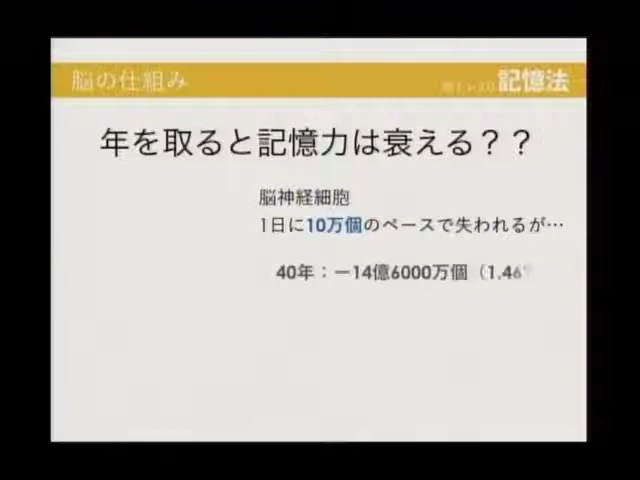 脳の仕組み
記憶法
年を取ると記憶力は衰える？？
脳神経細胞
1日に10万個のペースで失われるが…
40年：－14億6000万個（1.46